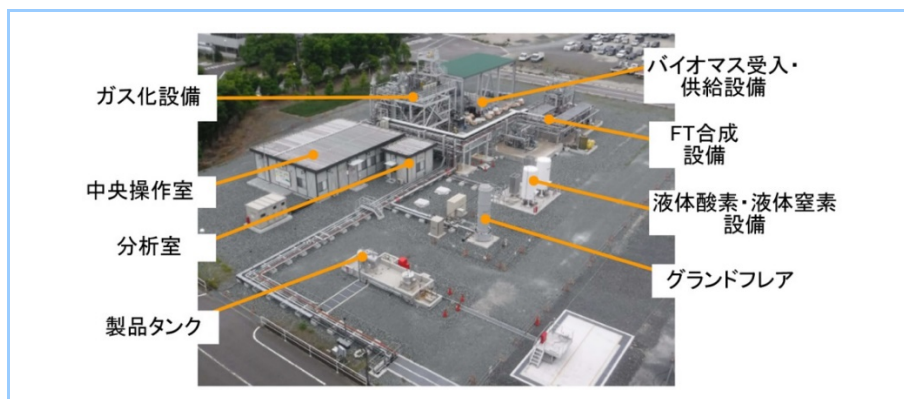 ガス化設備
中央操作室
分析室
製品タンク
バイオマス受入・
供給設備
FT合成
設備
液体酸素・液体窒素
設備
グランドフレア